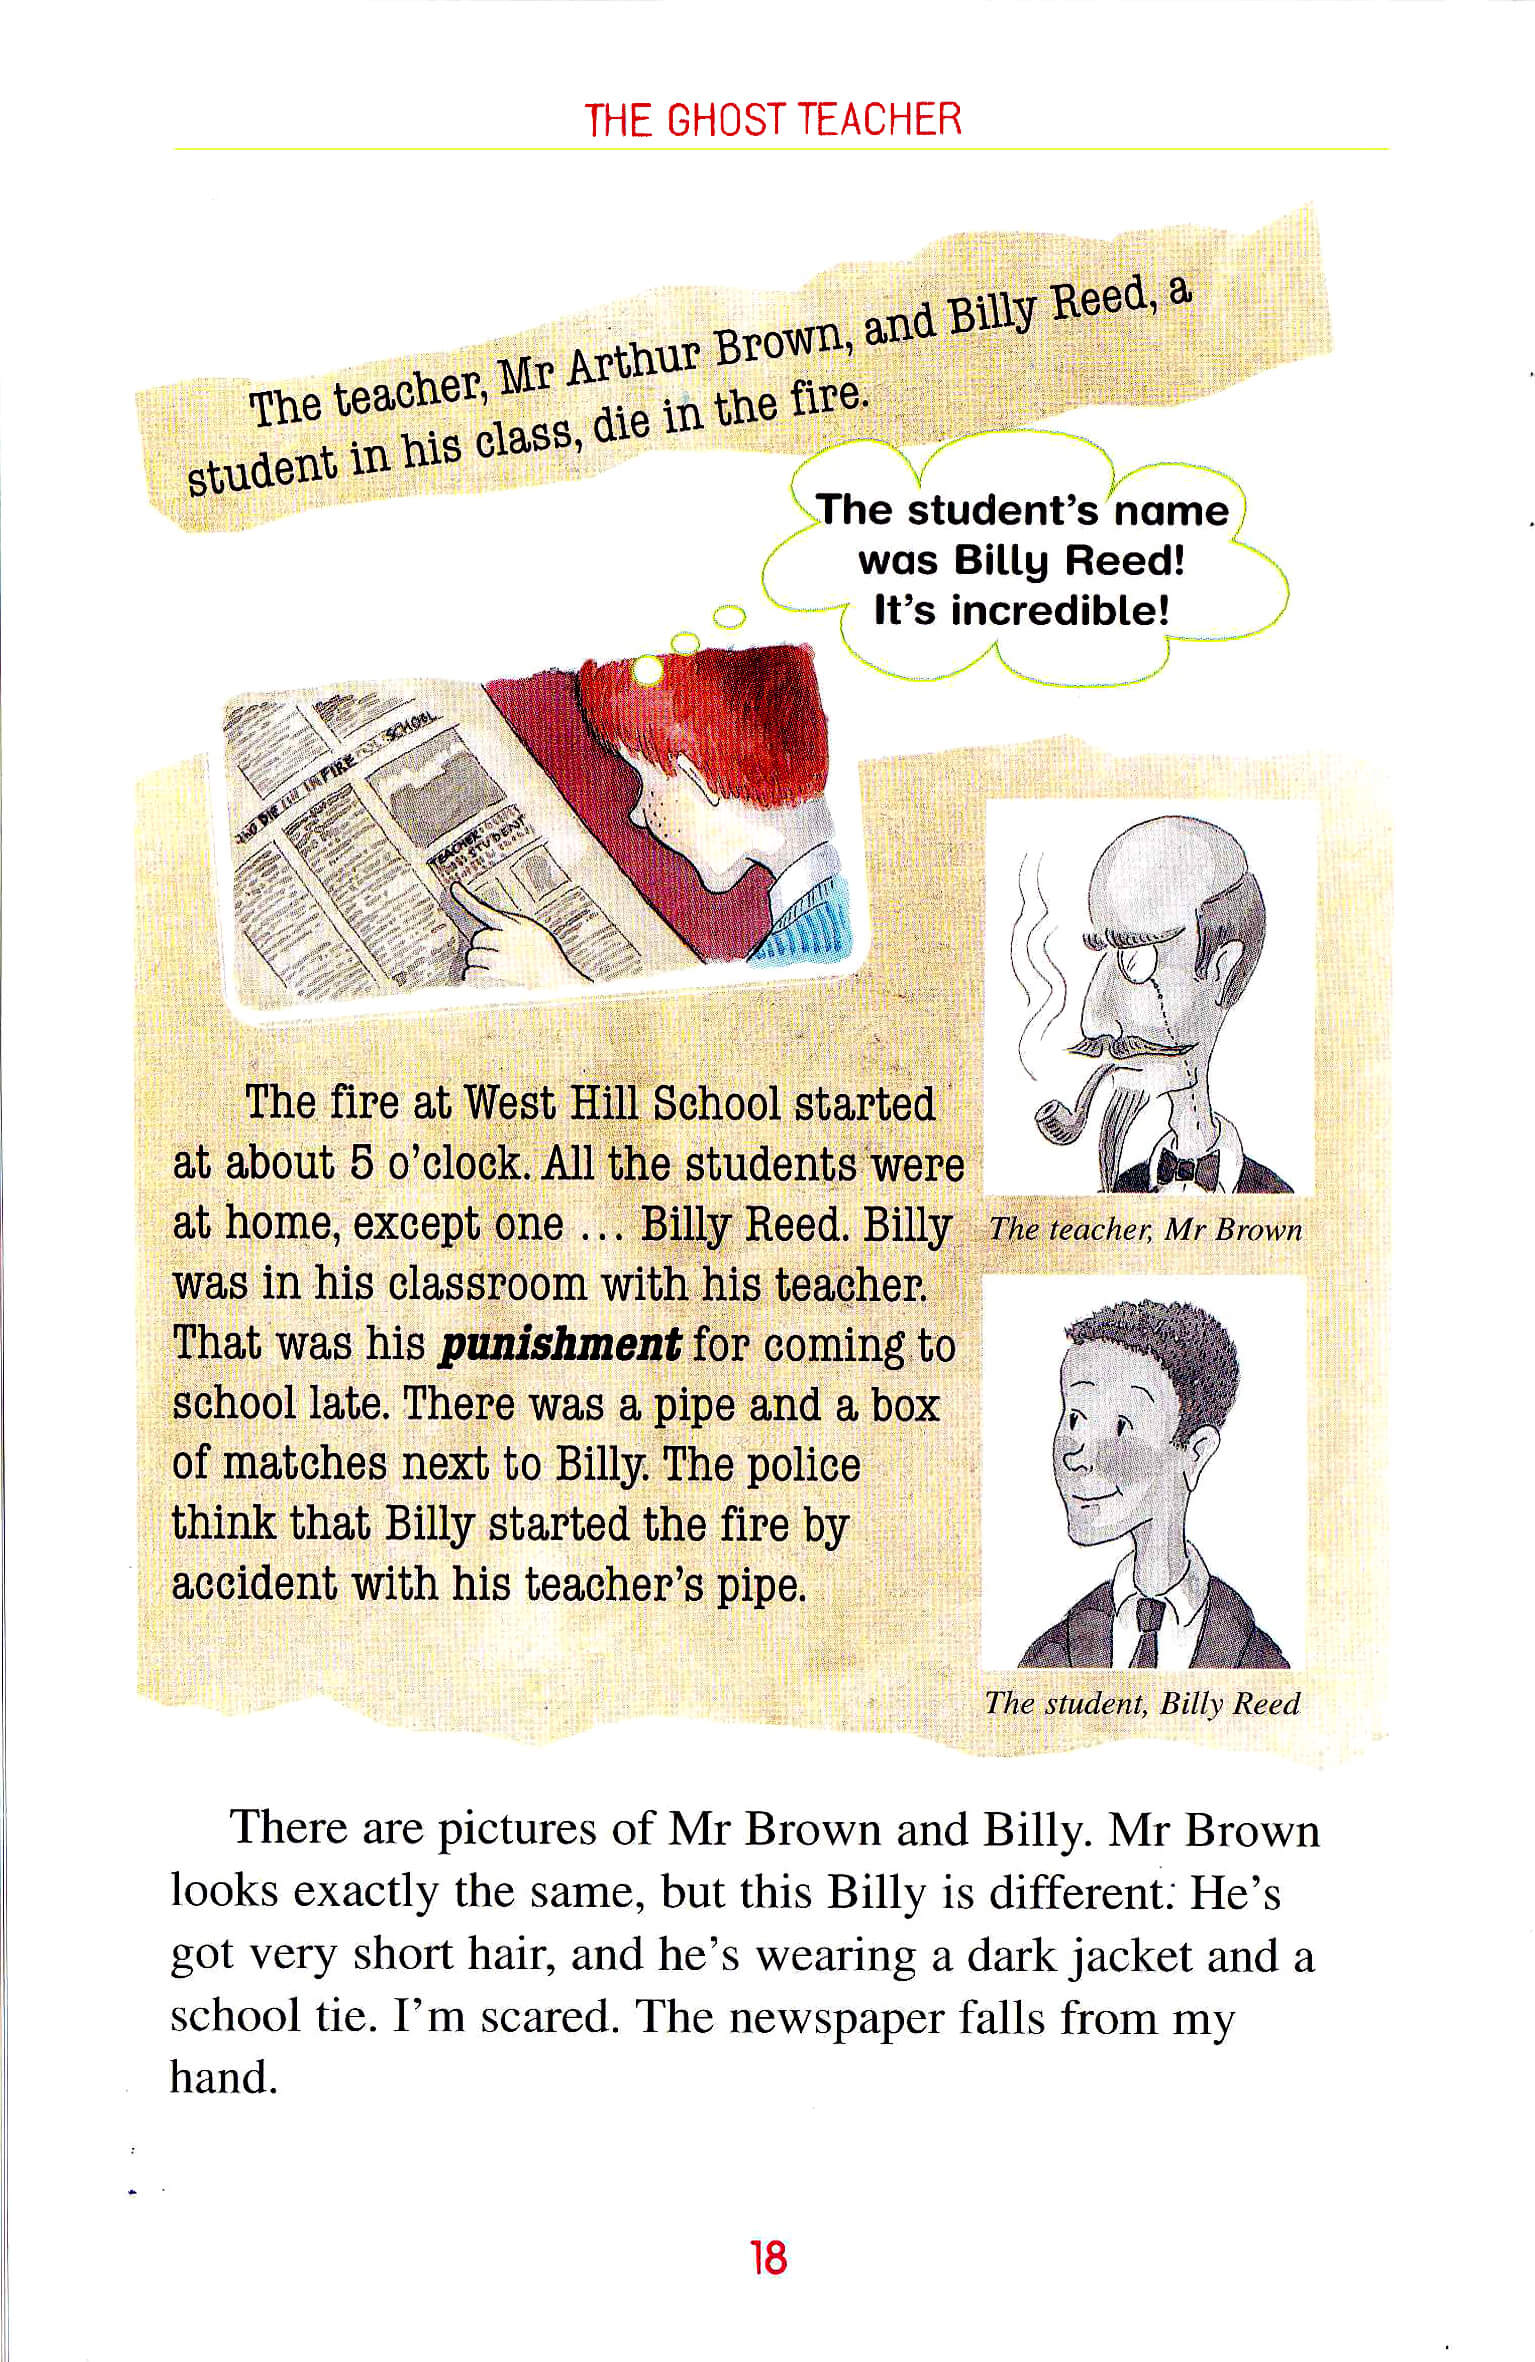 THE GHOST TEACHER
The teacher, Mr Arthur Brown, and Billy Reed, a
student in his class, die in the fire.
The student's name
was Billy Reed!
It's incredible!
SCHOOL
DIE IN FIRE
TEACHER
STUDENT
The fire at West Hill School started
at about 5 o'clock. All the students were
at home, except one ... Billy Reed. Billy
was in his classroom with his teacher.
That was his punishment for coming to
school late. There was a pipe and a box
of matches next to Billy. The police
think that Billy started the fire by
accident with his teacher's pipe.
The teacher, Mr Brown
The student, Billy Reed
There are pictures of Mr Brown and Billy. Mr Brown
looks exactly the same, but this Billy is different: He's
got very short hair, and he's wearing a dark jacket and a
school tie. I'm scared. The newspaper falls from my
hand.
18